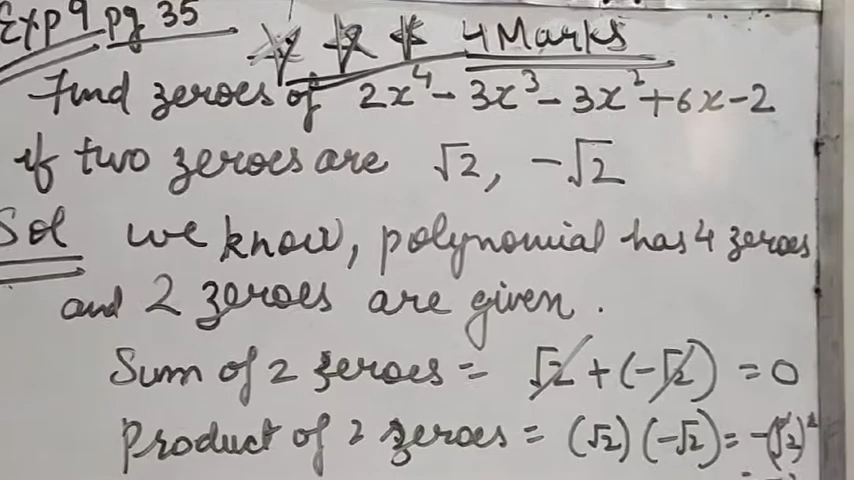 Exp 9 pg 35
4 Marks
Find zeroes of 2x⁴ - 3x³ - 3x² + 6x - 2
if two zeroes are √2, -√2
Sol we know, polynomial has 4 zeroes
and 2 zeroes are given.
Sum of 2 zeroes = √2 + (-√2) = 0
Product of 2 zeroes = (√2)(-√2) = -(√2)²